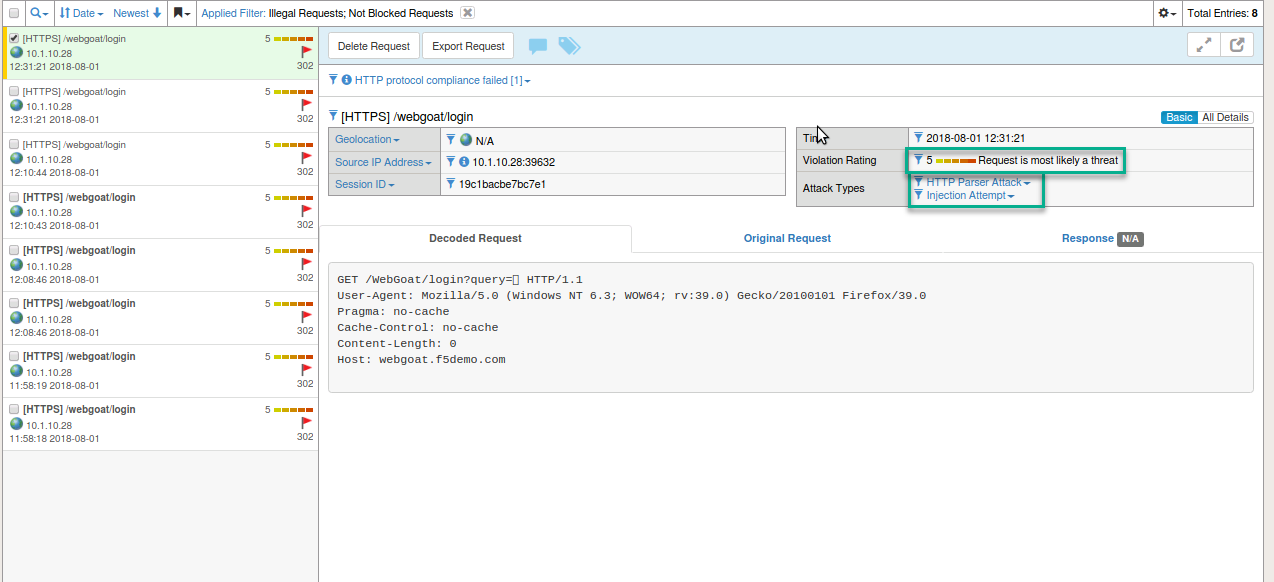 Date Newest Applied Filter: Illegal Requests; Not Blocked Requests Total Entries: 8
[HTTPS] /webgoat/login 5
10.1.10.28
12:31:21 2018-08-01 302
[HTTPS] /webgoat/login 5
10.1.10.28
12:31:21 2018-08-01 302
[HTTPS] /webgoat/login 5
10.1.10.28
12:10:44 2018-08-01 302
[HTTPS] /webgoat/login 5
10.1.10.28
12:10:43 2018-08-01 302
[HTTPS] /webgoat/login 5
10.1.10.28
12:08:46 2018-08-01 302
[HTTPS] /webgoat/login 5
10.1.10.28
12:08:46 2018-08-01 302
[HTTPS] /webgoat/login 5
10.1.10.28
11:58:19 2018-08-01 302
[HTTPS] /webgoat/login 5
10.1.10.28
11:58:18 2018-08-01 302
Delete Request Export Request
HTTP protocol compliance failed [1]
[HTTPS] /webgoat/login Basic All Details
Geolocation N/A
Source IP Address 10.1.10.28:39632
Session ID 19c1bacbe7bc7e1
2018-08-01 12:31:21
Violation Rating 5 Request is most likely a threat
Attack Types HTTP Parser Attack
Injection Attempt
Decoded Request Original Request Response N/A
GET /WebGoat/login?query= HTTP/1.1
User-Agent: Mozilla/5.0 (Windows NT 6.3; WOW64; rv:39.0) Gecko/20100101 Firefox/39.0
Pragma: no-cache
Cache-Control: no-cache
Content-Length: 0
Host: webgoat.f5demo.com